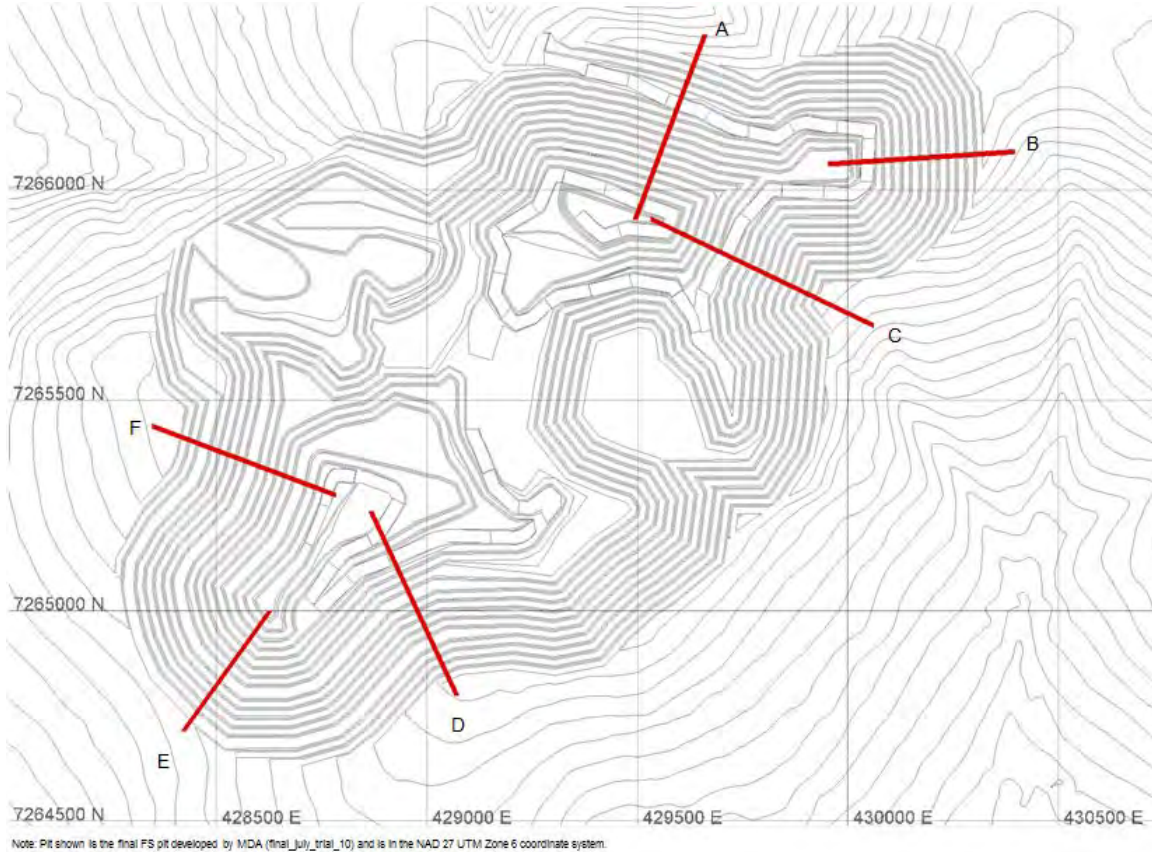 A
B
7266000 N
C
7265500 N
F
7265000 N
D
E
7264500 N
428500 E
429000 E
429500 E
430000 E
430500 E
Note: Pit shown is the final FS pit developed by MDA (final_july_trial_10) and is in the NAD 27 UTM Zone 6 coordinate system.